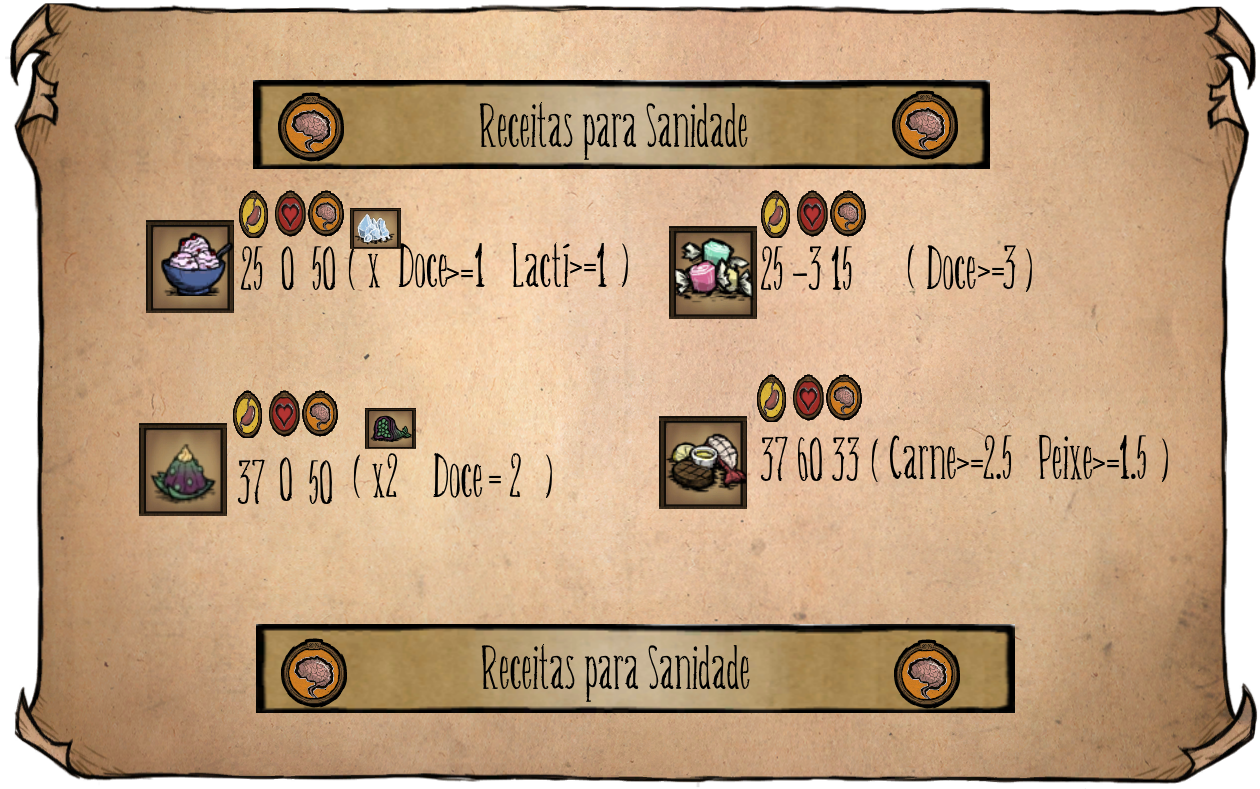 Receitas para Sanidade
25 0 50 ( x Doce>=1 Lactí>=1 )
25 -3 15 ( Doce>=3 )
37 0 50 ( x2 Doce = 2 )
37 60 33 ( Carne>=2.5 Peixe>=1.5 )
Receitas para Sanidade